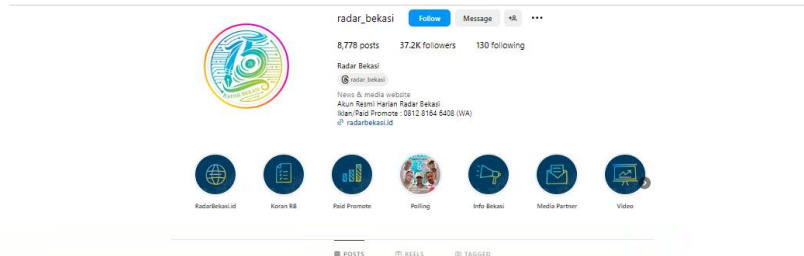 radar_bekasi Follow Message
8,778 posts 37.2K followers 130 following
Radar Bekasi
radar_bekasi
News & media website
Akun Resmi Harian Radar Bekasi
Iklan/Paid Promote : 0812 8164 6408 (WA)
radarbekasi.id
RADAR BEKASI
RadarBekasi.id Koran RB Paid Promote Polling Info Bekasi Media Partner Video
POSTS REELS TAGGED